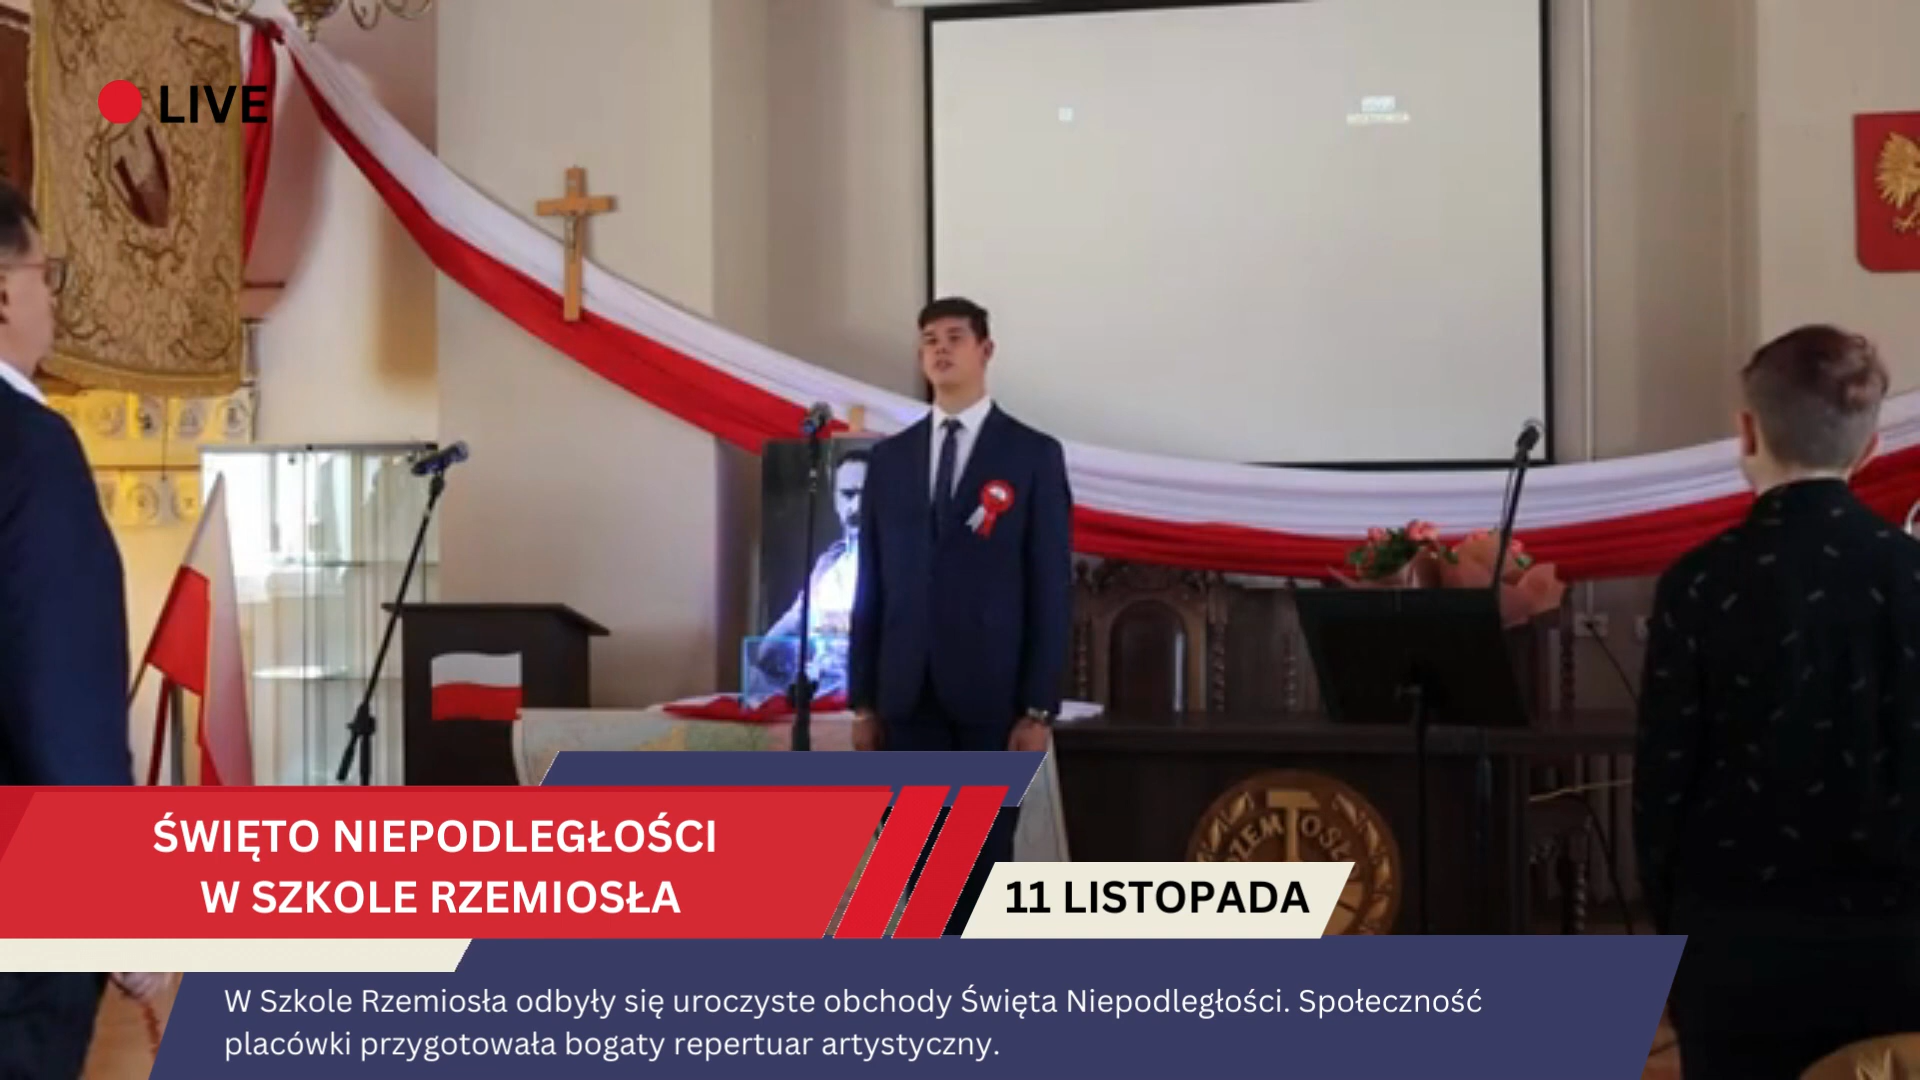 LIVE
ŚWIĘTO NIEPODLEGŁOŚCI
W SZKOLE RZEMIOSŁA
11 LISTOPADA
W Szkole Rzemiosła odbyły się uroczyste obchody Święta Niepodległości. Społeczność
placówki przygotowała bogaty repertuar artystyczny.